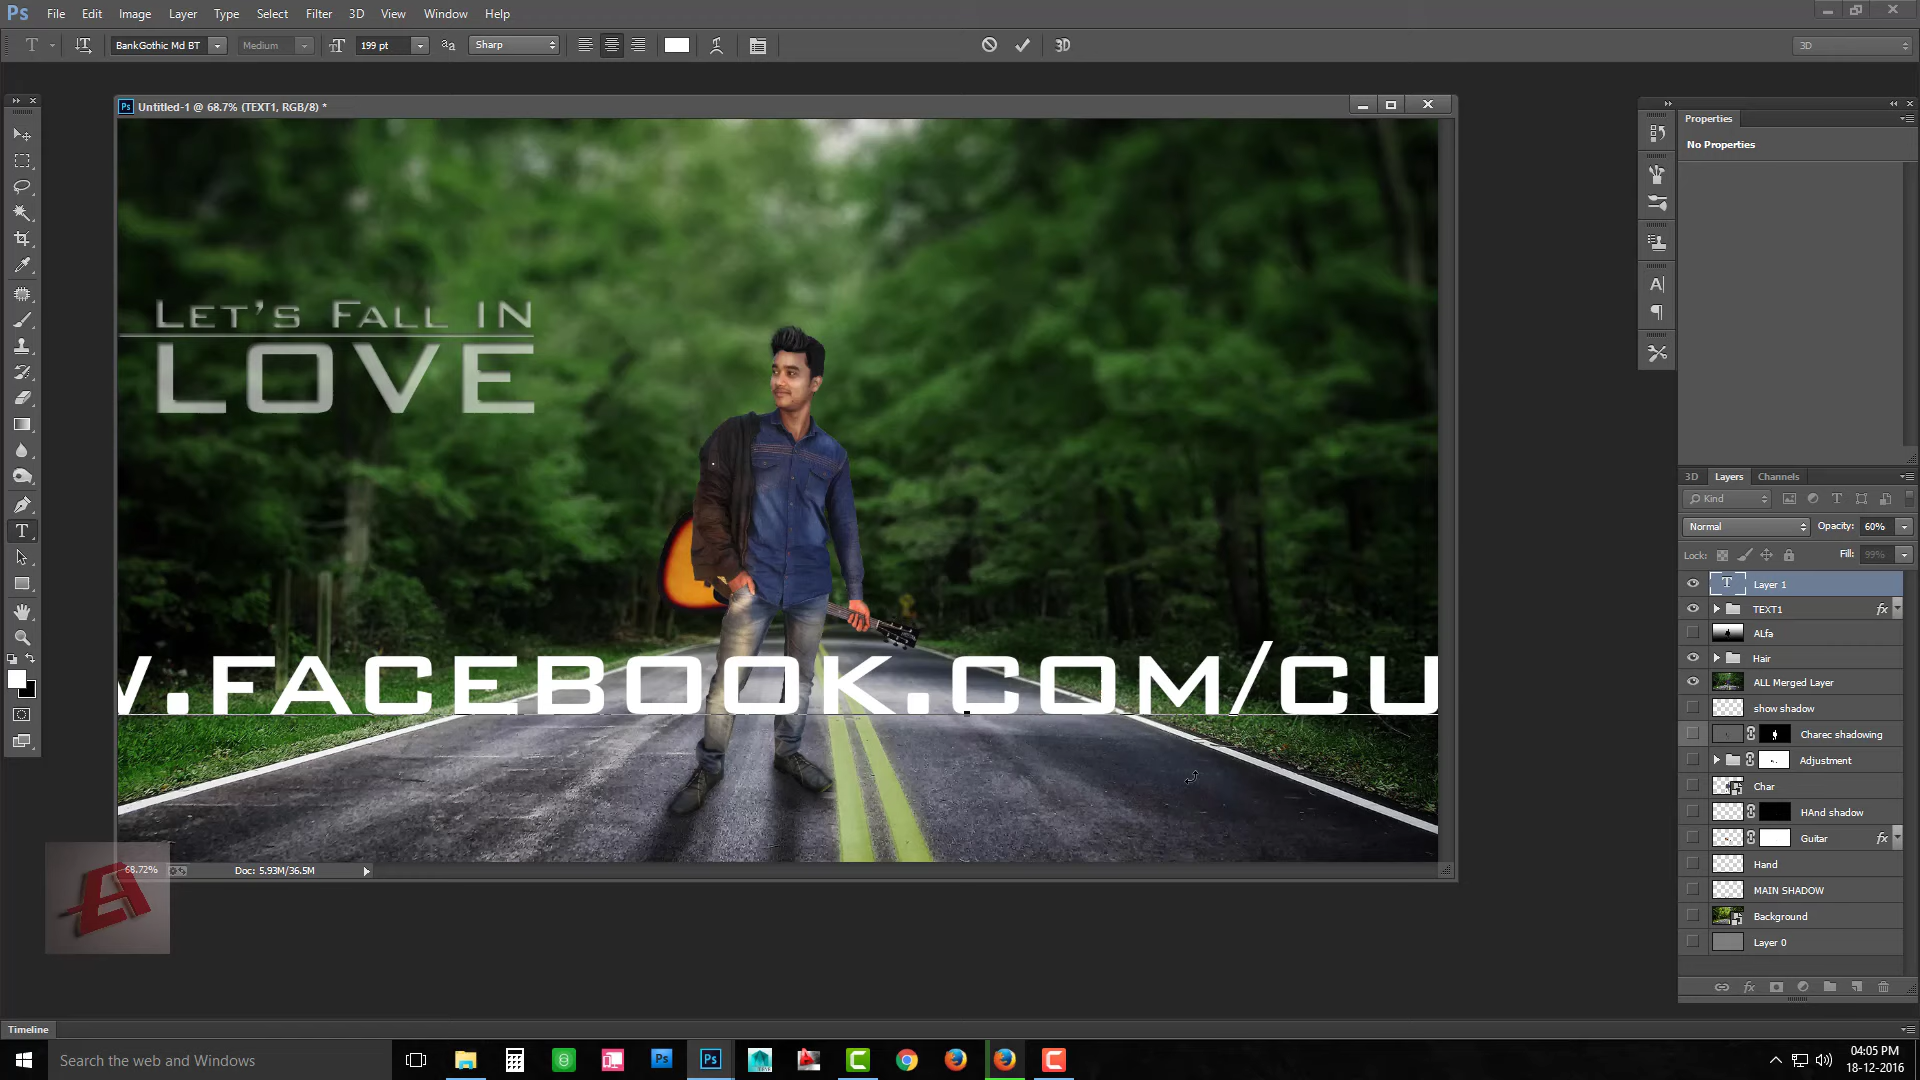 Ps File Edit Image Layer Type Select Filter 3D View Window Help
T BankGothic Md BT Medium 199 pt Sharp 3D 3D
Untitled-1 @ 68.7% (TEXT1, RGB/8) *
LET'S FALL IN
LOVE
.FACEBOOK.COM/CU
68.72% Doc: 5.93M/36.5M
Properties
No Properties
3D Layers Channels
Kind
Normal Opacity: 60%
Lock: Fill: 99%
Layer 1
TEXT1 fx
ALfa
Hair
ALL Merged Layer
show shadow
Charec shadowing
Adjustment
Char
HAnd shadow
Guitar fx
Hand
MAIN SHADOW
Background
Layer 0
Timeline
Search the web and Windows
04:05 PM
18-12-2016